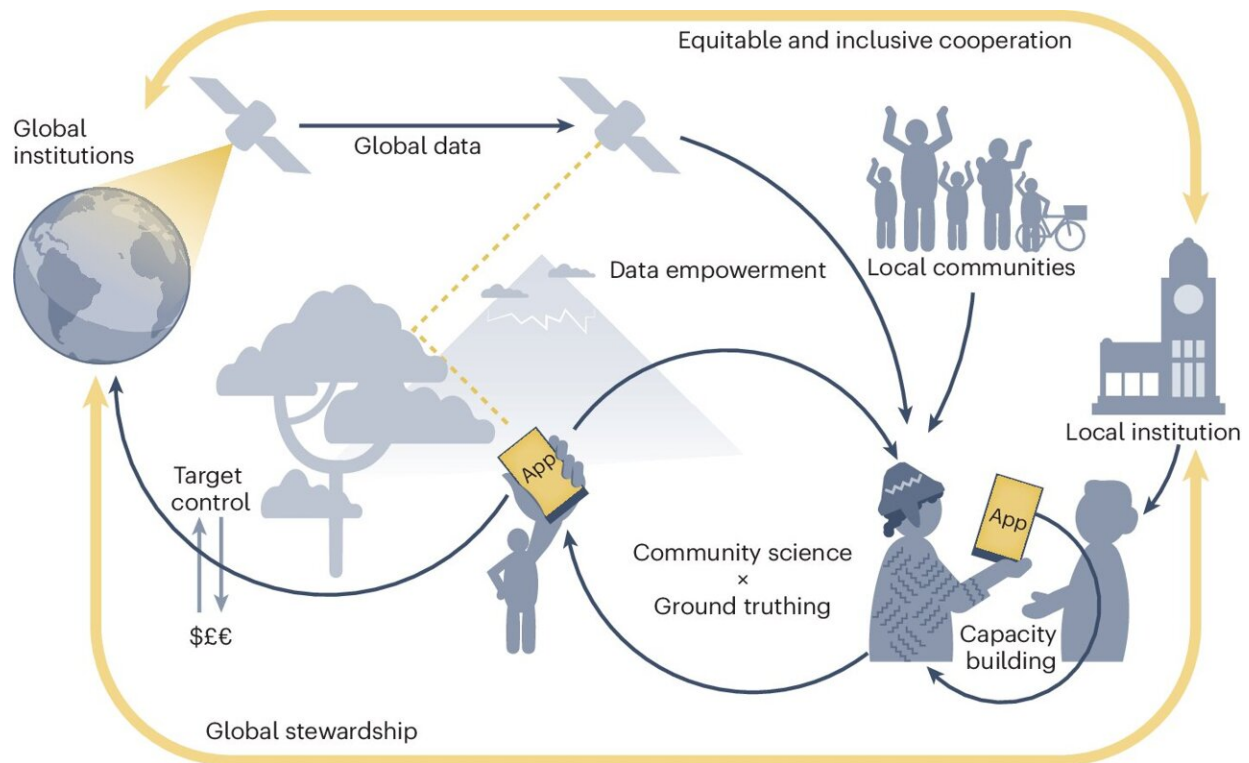 Equitable and inclusive cooperation
Global
institutions
Global data
Data empowerment
Local communities
Local institution
App
App
Target
control
$£€
Community science
×
Ground truthing
Capacity
building
Global stewardship